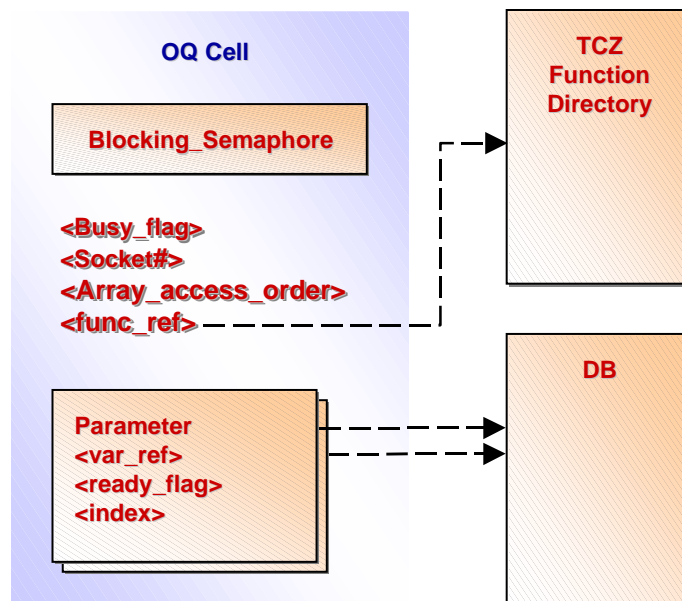 OQ Cell
Blocking_Semaphore
<Busy_flag>
<Socket#>
<Array_access_order>
<func_ref>
Parameter
<var_ref>
<ready_flag>
<index>
TCZ
Function
Directory
DB